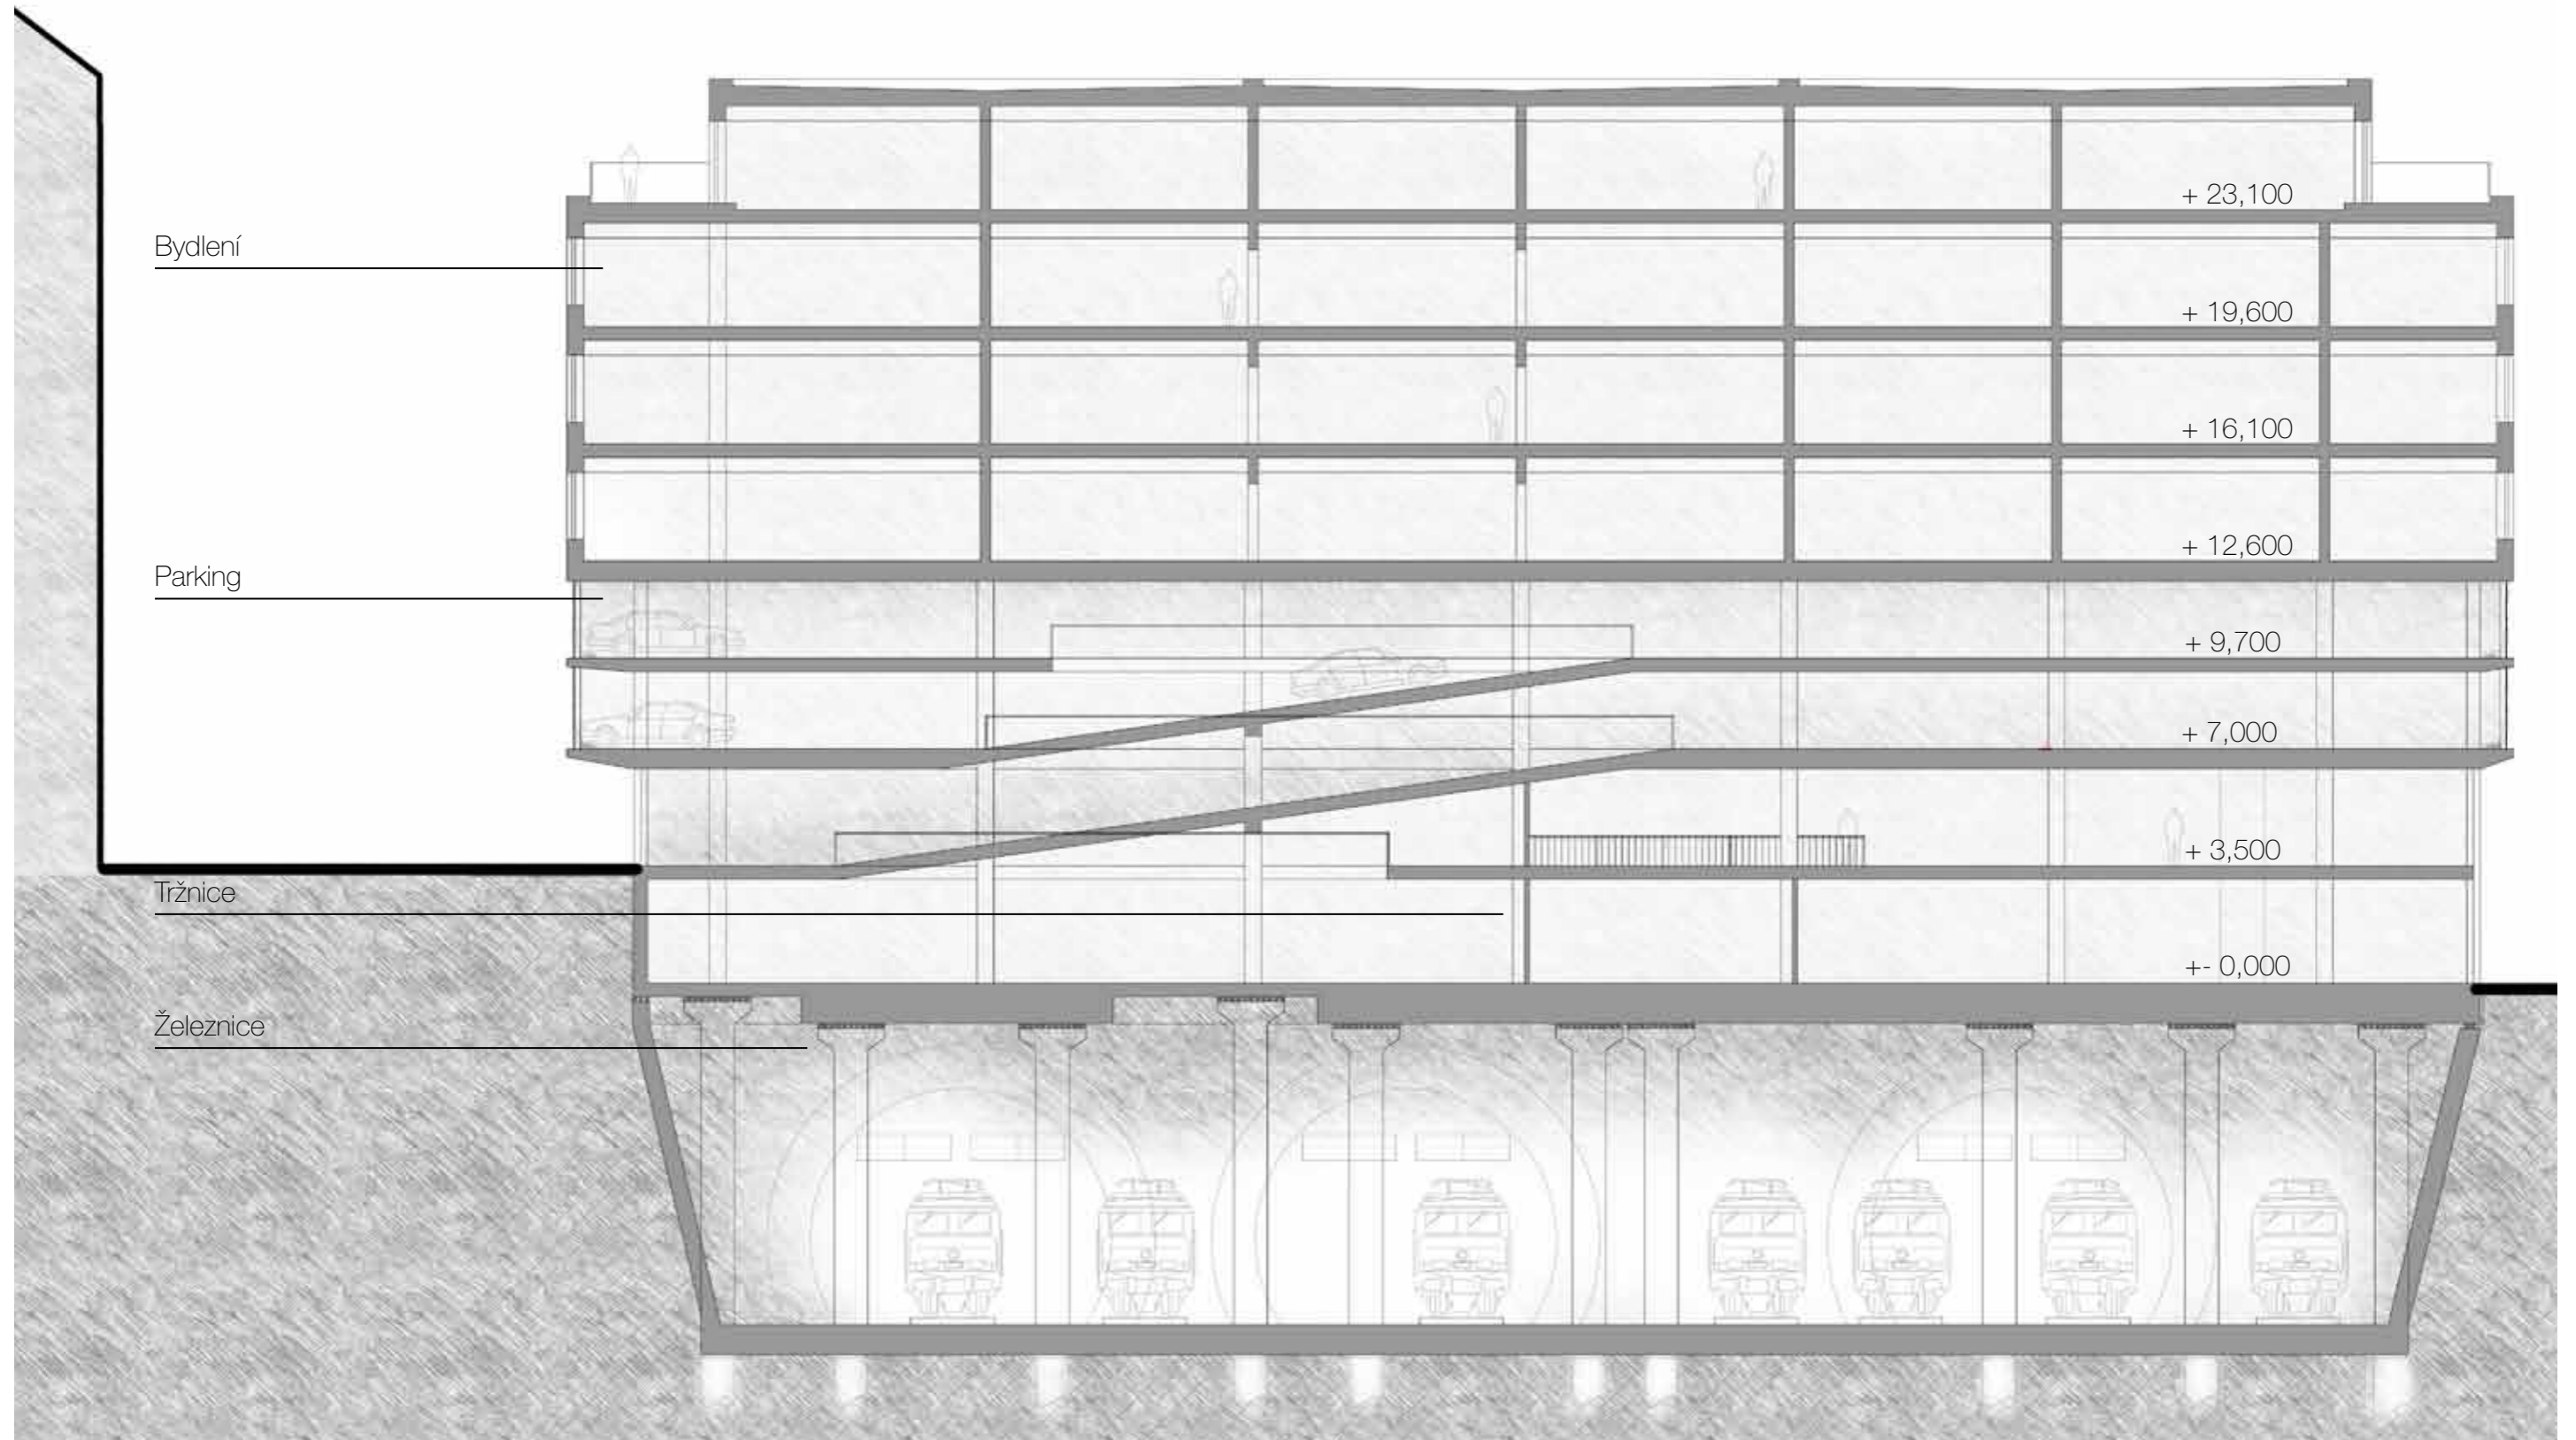 + 23,100
Bydlení
+ 19,600
+ 16,100
+ 12,600
Parking
+ 9,700
+ 7,000
+ 3,500
Tržnice
+- 0,000
Železnice